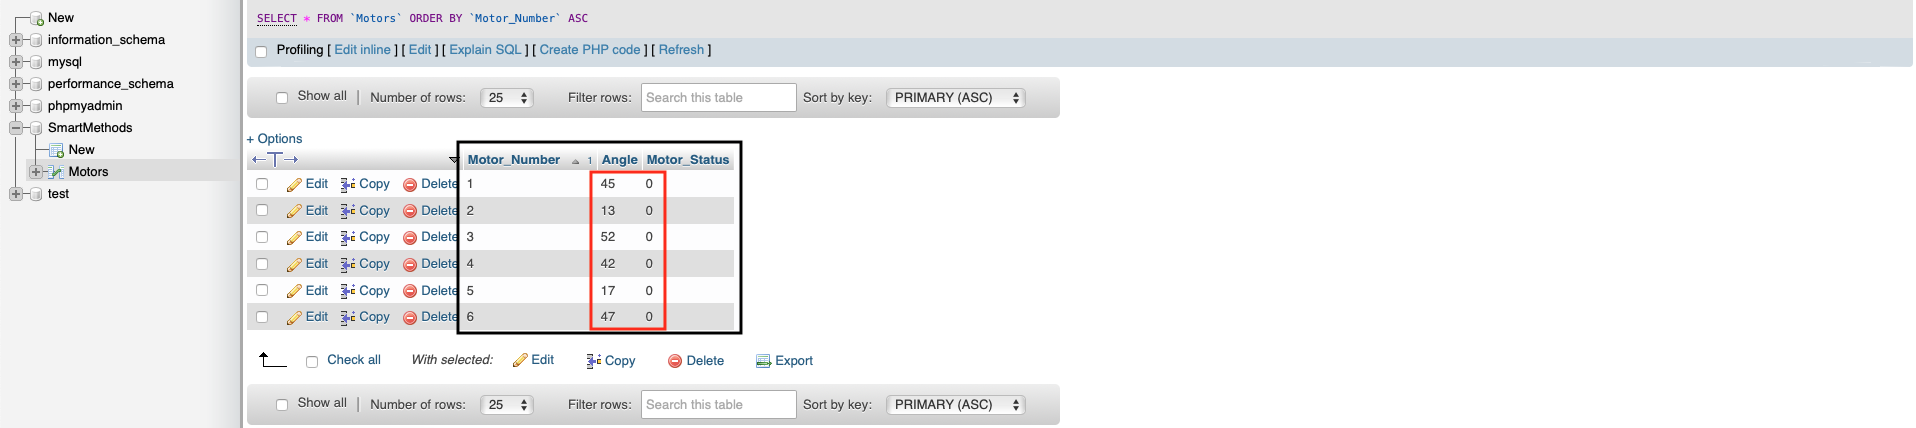 New
information_schema
mysql
performance_schema
phpmyadmin
SmartMethods
New
Motors
test
SELECT * FROM `Motors` ORDER BY `Motor_Number` ASC
Profiling [ Edit inline ] [ Edit ] [ Explain SQL ] [ Create PHP code ] [ Refresh ]
Show all | Number of rows: 25 Filter rows: Search this table Sort by key: PRIMARY (ASC)
+ Options
←T→ Motor_Number 1 Angle Motor_Status
Edit Copy Delete 1 45 0
Edit Copy Delete 2 13 0
Edit Copy Delete 3 52 0
Edit Copy Delete 4 42 0
Edit Copy Delete 5 17 0
Edit Copy Delete 6 47 0
Check all With selected: Edit Copy Delete Export
Show all | Number of rows: 25 Filter rows: Search this table Sort by key: PRIMARY (ASC)